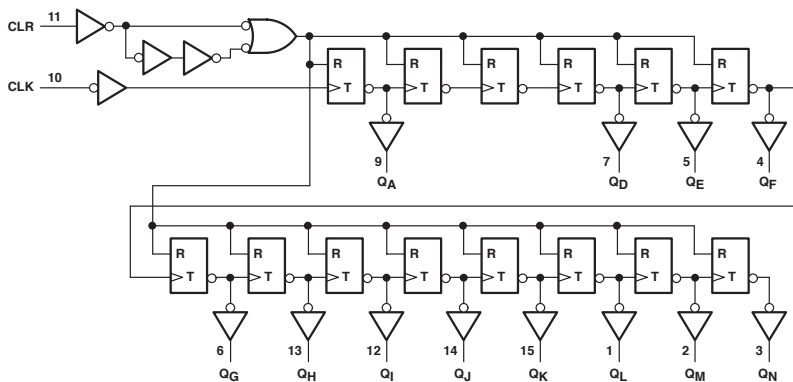 CLR 11
CLK 10
R R R R R R
T T T T T T
9 7 5 4
QA QD QE QF
R R R R R R R R
T T T T T T T T
6 13 12 14 15 1 2 3
QG QH QI QJ QK QL QM QN